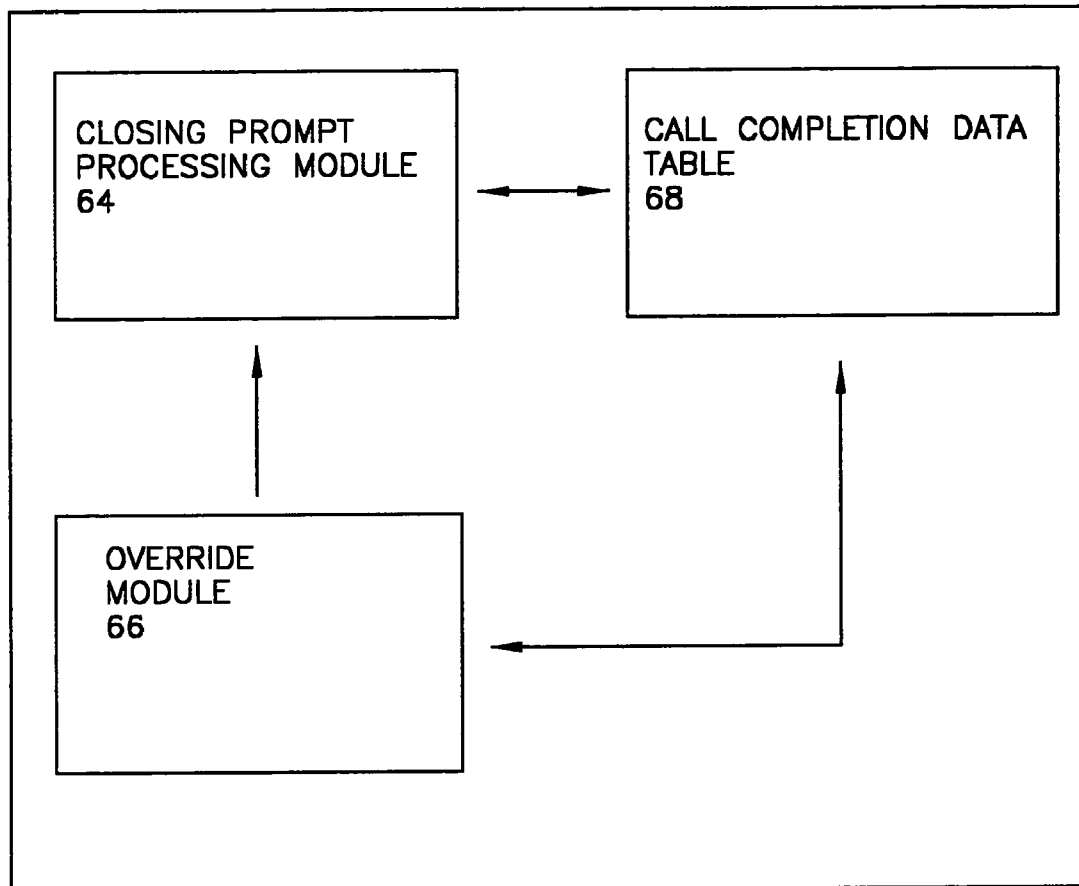 CLOSING PROMPT
PROCESSING MODULE
64
CALL COMPLETION DATA
TABLE
68
OVERRIDE
MODULE
66